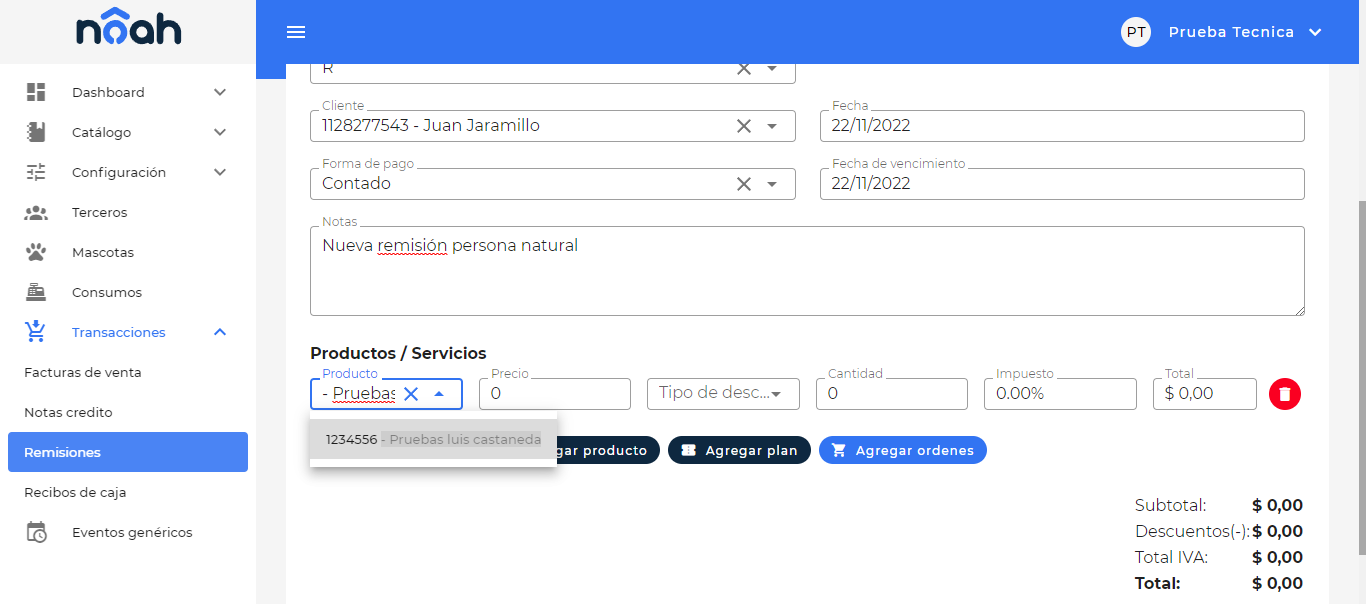 nôah
PT Prueba Tecnica
Dashboard
Catálogo
Configuración
Terceros
Mascotas
Consumos
Transacciones
Facturas de venta
Notas credito
Remisiones
Recibos de caja
Eventos genéricos
R
Cliente
1128277543 - Juan Jaramillo
Fecha
22/11/2022
Forma de pago
Contado
Fecha de vencimiento
22/11/2022
Notas
Nueva remisión persona natural
Productos / Servicios
Producto
- Pruebas
Precio
0
Tipo de desc...
Cantidad
0
Impuesto
0.00%
Total
$ 0,00
1234556 - Pruebas luis castaneda
gar producto
Agregar plan
Agregar ordenes
Subtotal: $ 0,00
Descuentos(-): $ 0,00
Total IVA: $ 0,00
Total: $ 0,00